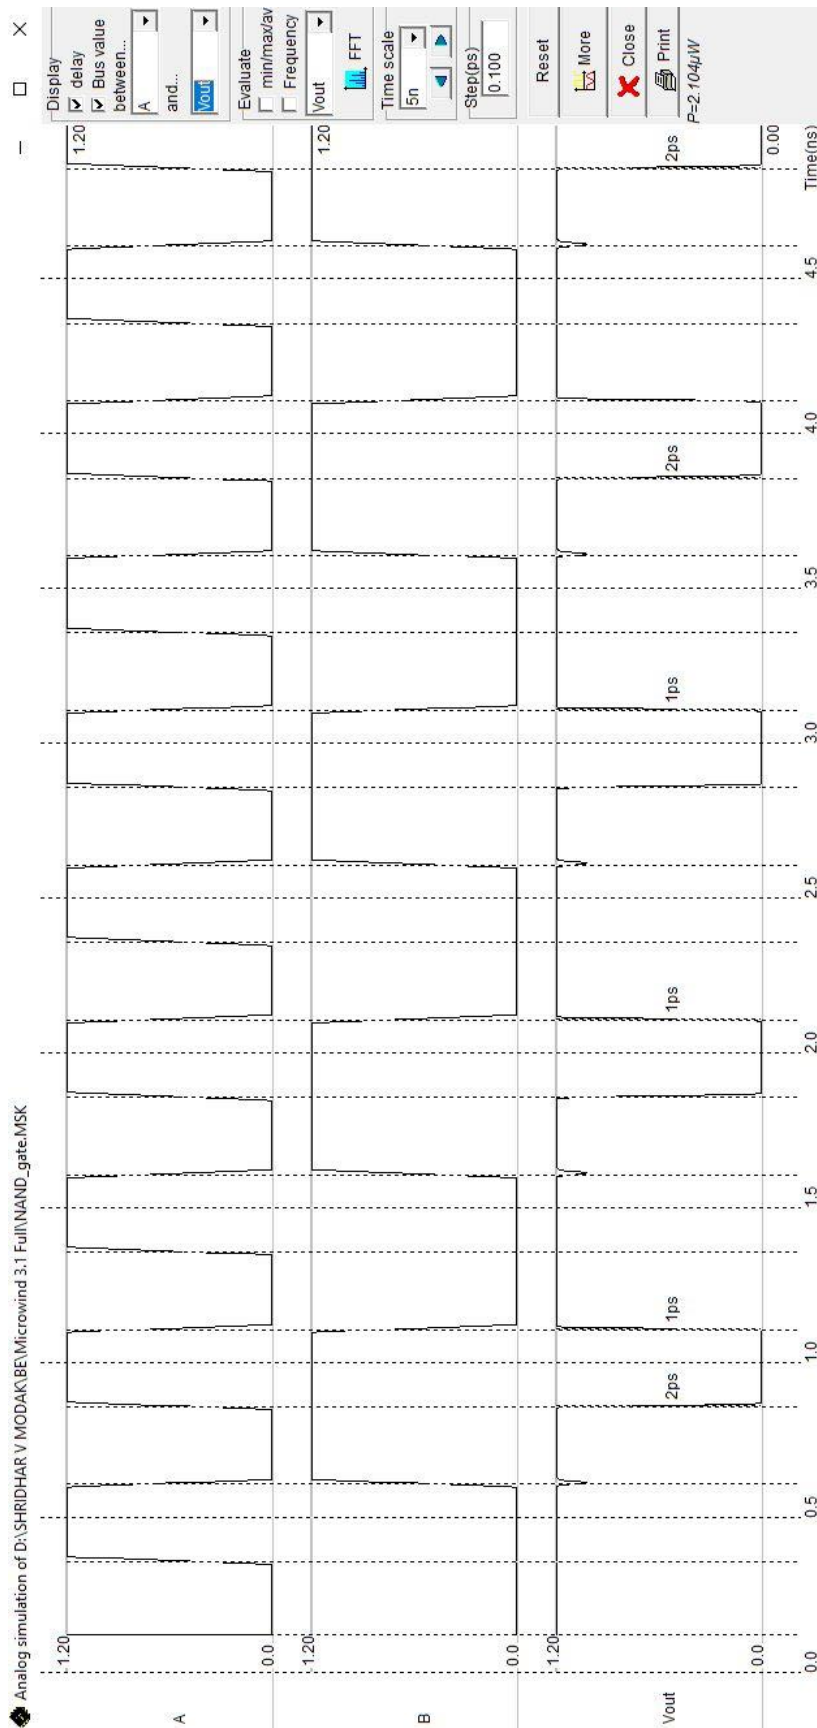 Analog simulation of D:\SHRIDHAR V MODAK\BE\Microwind 3.1 Full\NAND_gate.MSK
A
1.20
0.0
1.20
B
1.20
0.0
1.20
Vout
1.20
0.0
2ps
1ps
1ps
1ps
2ps
2ps
0.00
0.0
0.5
1.0
1.5
2.0
2.5
3.0
3.5
4.0
4.5
Time(ns)
Display
delay
Bus value
between...
A
and...
Vout
Evaluate
min/max/av
Frequency
Vout
FFT
Time scale
5n
Step(ps)
0.100
Reset
More
Close
Print
P=2.104µW